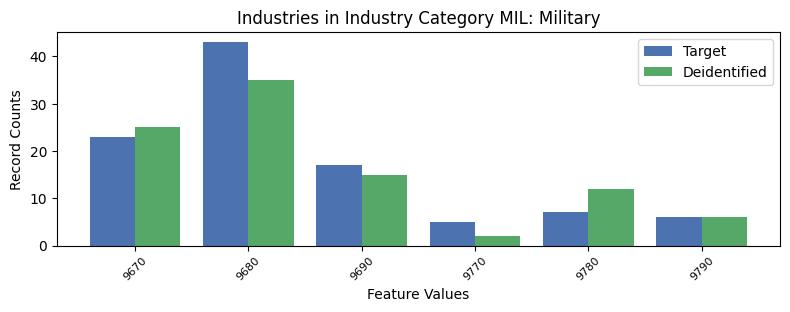 Industries in Industry Category MIL: Military
Target
Deidentified
Record Counts
40
30
20
10
0
9670
9680
9690
9770
9780
9790
Feature Values